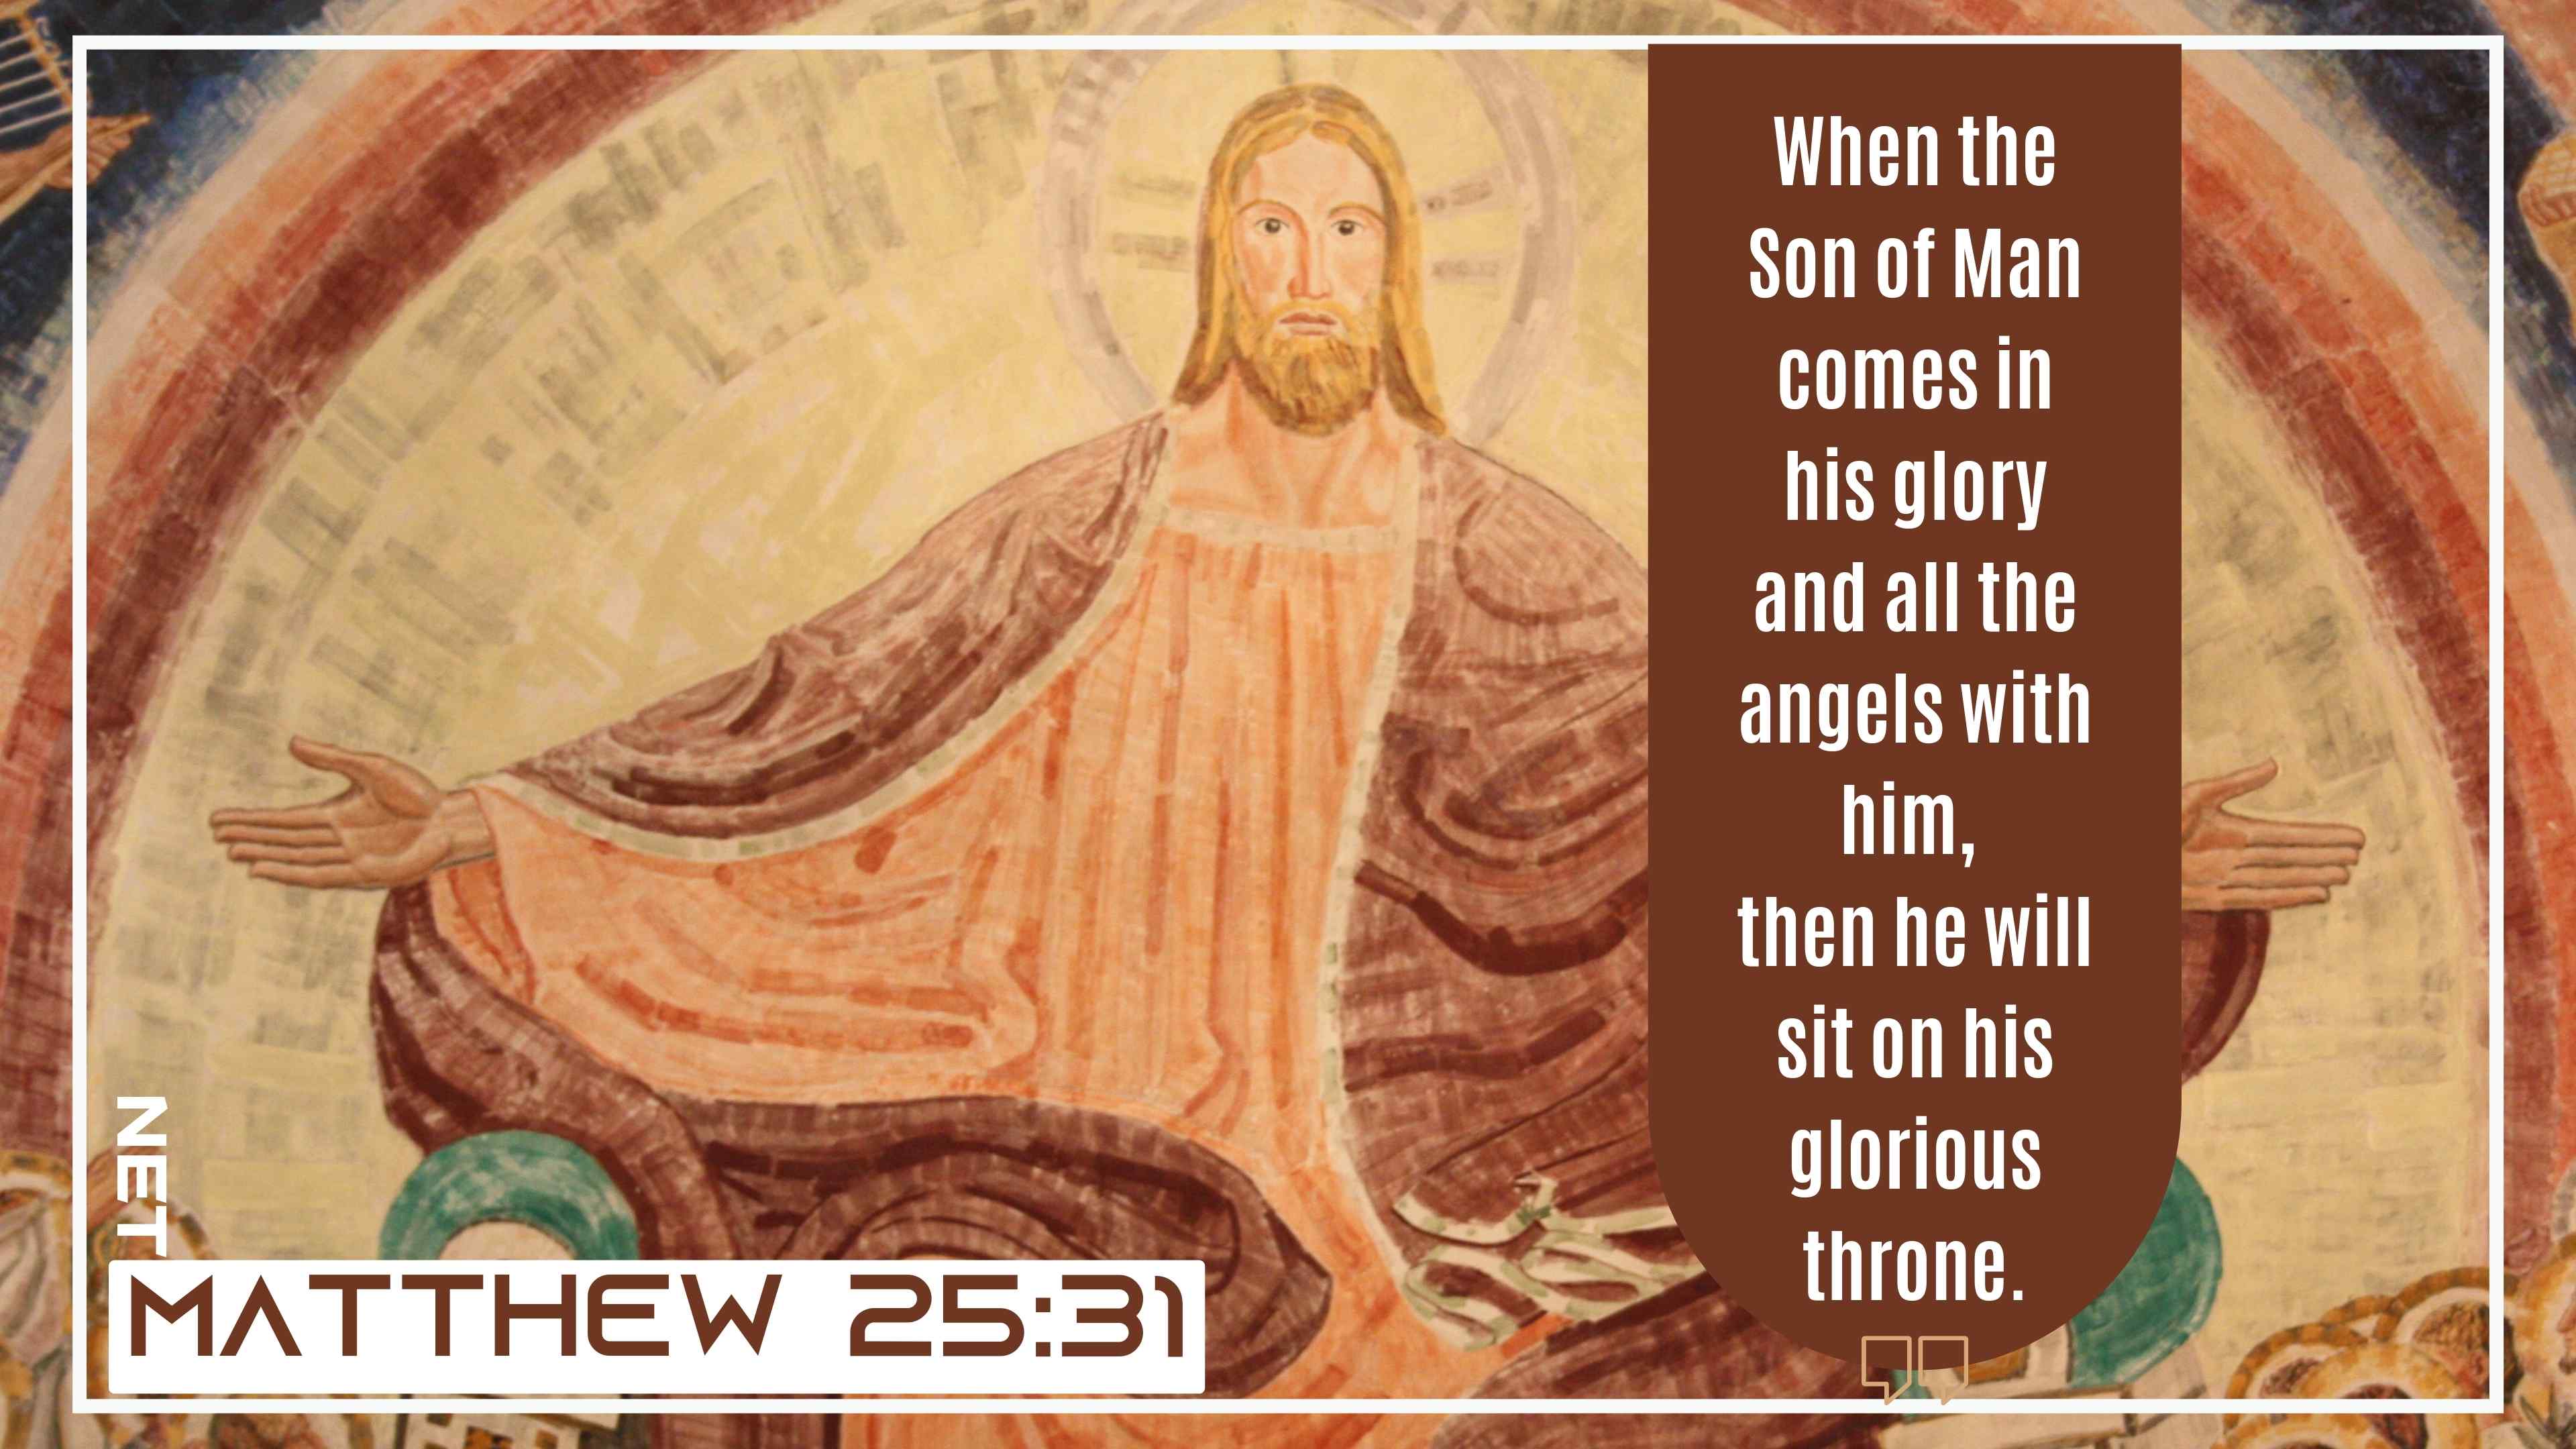 When the
Son of Man
comes in
his glory
and all the
angels with
him,
then he will
sit on his
glorious
throne.
NET
MATTHEW 25:31